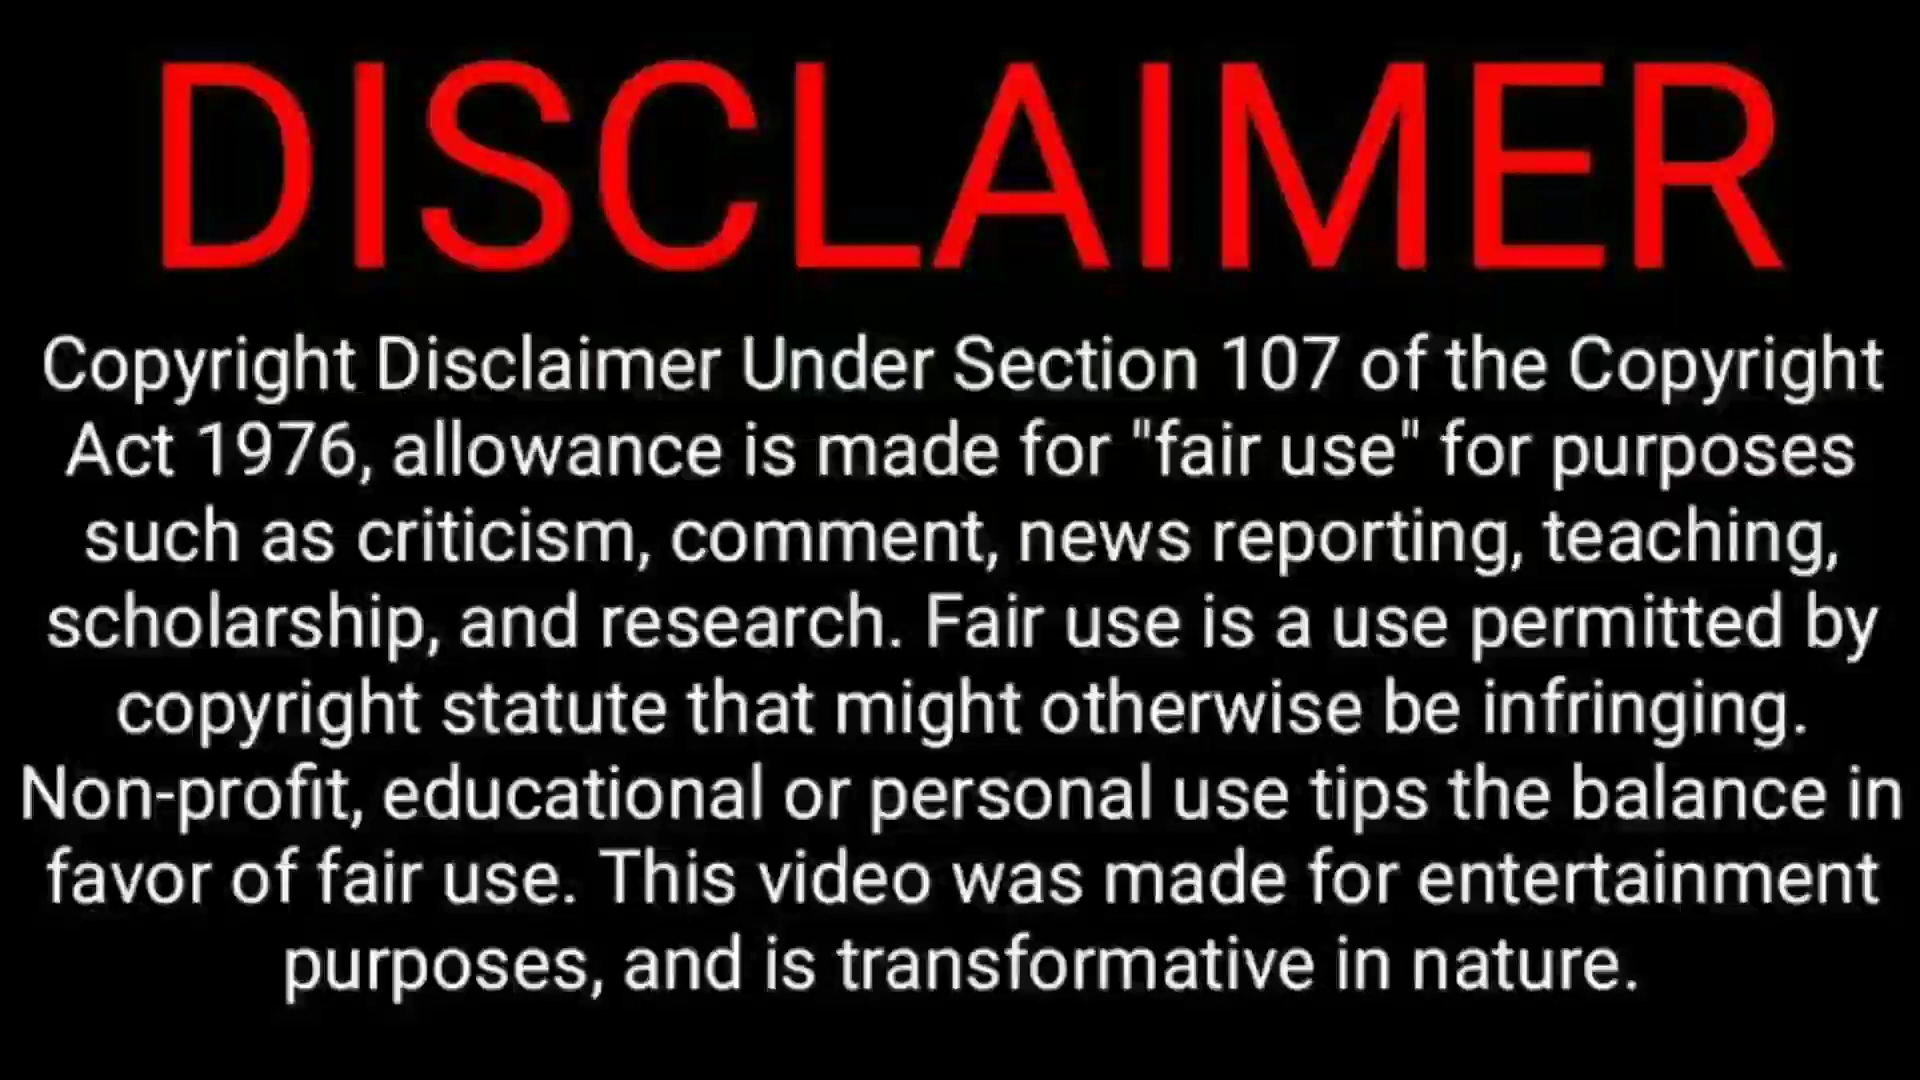 DISCLAIMER
Copyright Disclaimer Under Section 107 of the Copyright
Act 1976, allowance is made for "fair use" for purposes
such as criticism, comment, news reporting, teaching,
scholarship, and research. Fair use is a use permitted by
copyright statute that might otherwise be infringing.
Non-profit, educational or personal use tips the balance in
favor of fair use. This video was made for entertainment
purposes, and is transformative in nature.